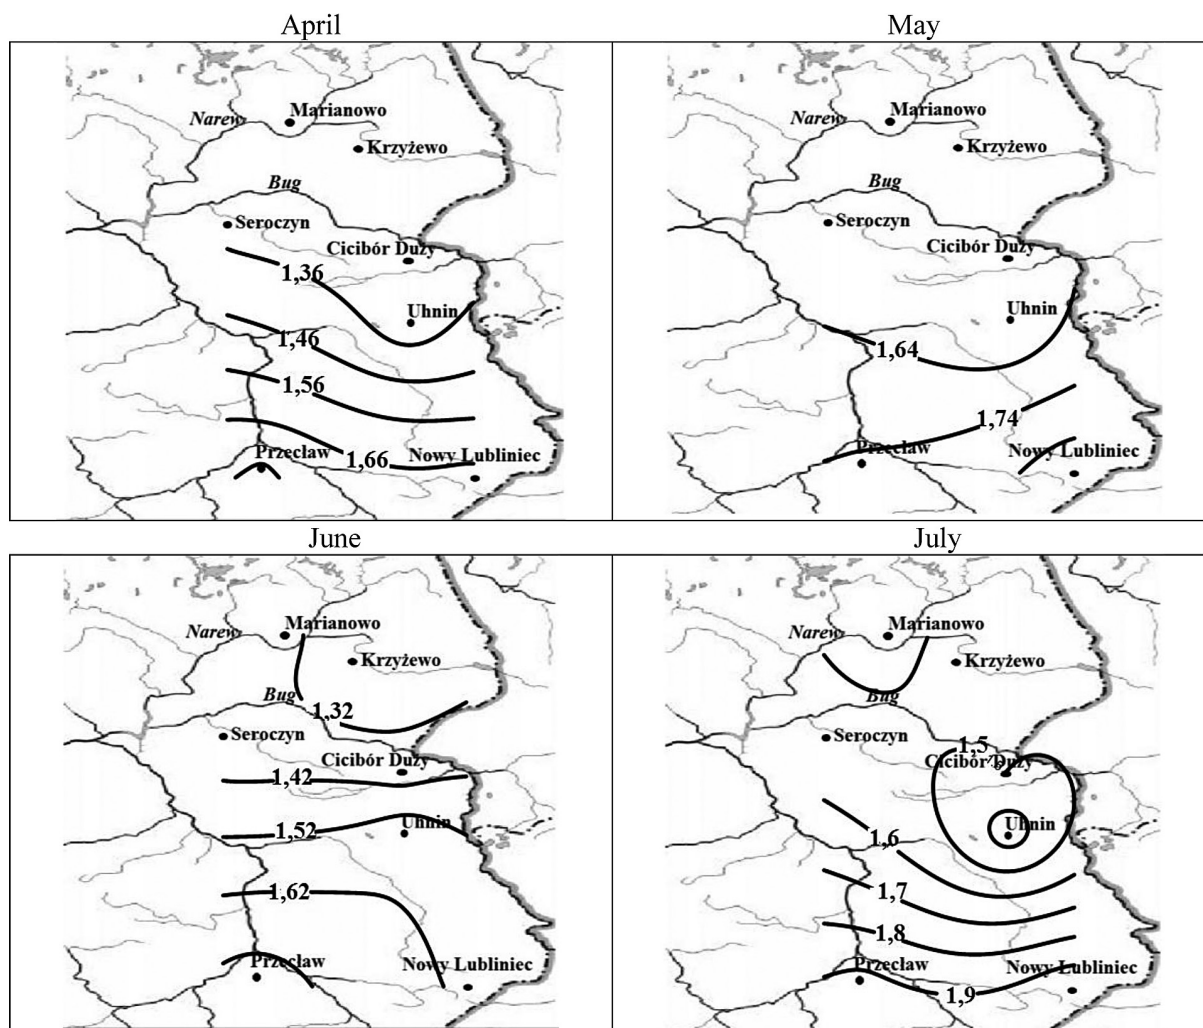 April
May
Marianowo
Narew
Krzyżewo
Bug
Seroczyn
Cicibór Duży
1,36
Uhnin
1,46
1,56
Przecław
1,66
Nowy Lubliniec
Marianowo
Narew
Krzyżewo
Bug
Seroczyn
Cicibór Duży
Uhnin
1,64
1,74
Przecław
Nowy Lubliniec
June
July
Marianowo
Narew
Krzyżewo
Bug
1,32
Seroczyn
Cicibór Duży
1,42
1,52
Uhnin
1,62
Przecław
Nowy Lubliniec
Marianowo
Narew
Krzyżewo
Bug
Seroczyn
1,5
Cicibór Duży
Uhnin
1,6
1,7
1,8
Przecław
Nowy Lubliniec
1,9